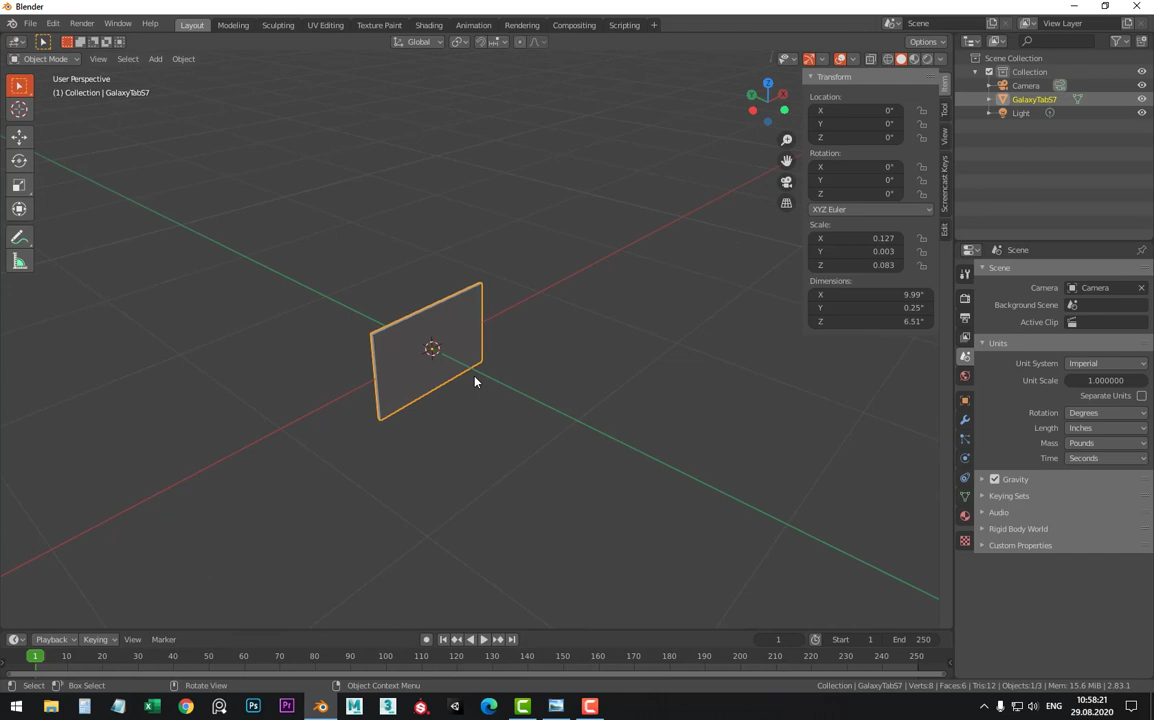 Blender
File Edit Render Window Help Layout Modeling Sculpting UV Editing Texture Paint Shading Animation Rendering Compositing Scripting + Scene View Layer
Global Options
Object Mode View Select Add Object
User Perspective
(1) Collection | GalaxyTabS7
Z
Y
X
Transform
Location:
X 0"
Y 0"
Z 0"
Rotation:
X 0°
Y 0°
Z 0°
XYZ Euler
Scale:
X 0.127
Y 0.003
Z 0.083
Dimensions:
X 9.99"
Y 0.25"
Z 6.51"
Item
Tool
View
Screencast Keys
Edit
Scene Collection
Collection
Camera
GalaxyTabS7
Light
Scene
Scene
Camera Camera
Background Scene
Active Clip
Units
Unit System Imperial
Unit Scale 1.000000
Separate Units
Rotation Degrees
Length Inches
Mass Pounds
Time Seconds
Gravity
Keying Sets
Audio
Rigid Body World
Custom Properties
Playback Keying View Marker 1 Start 1 End 250
1 10 20 30 40 50 60 70 80 90 100 110 120 130 140 150 160 170 180 190 200 210 220 230 240 250
Select Box Select Rotate View Object Context Menu Collection | GalaxyTabS7 | Verts:8 | Faces:6 | Tris:12 | Objects:1/3 | Mem: 15.6 MiB | 2.83.1
ENG 10:58:21
29.08.2020